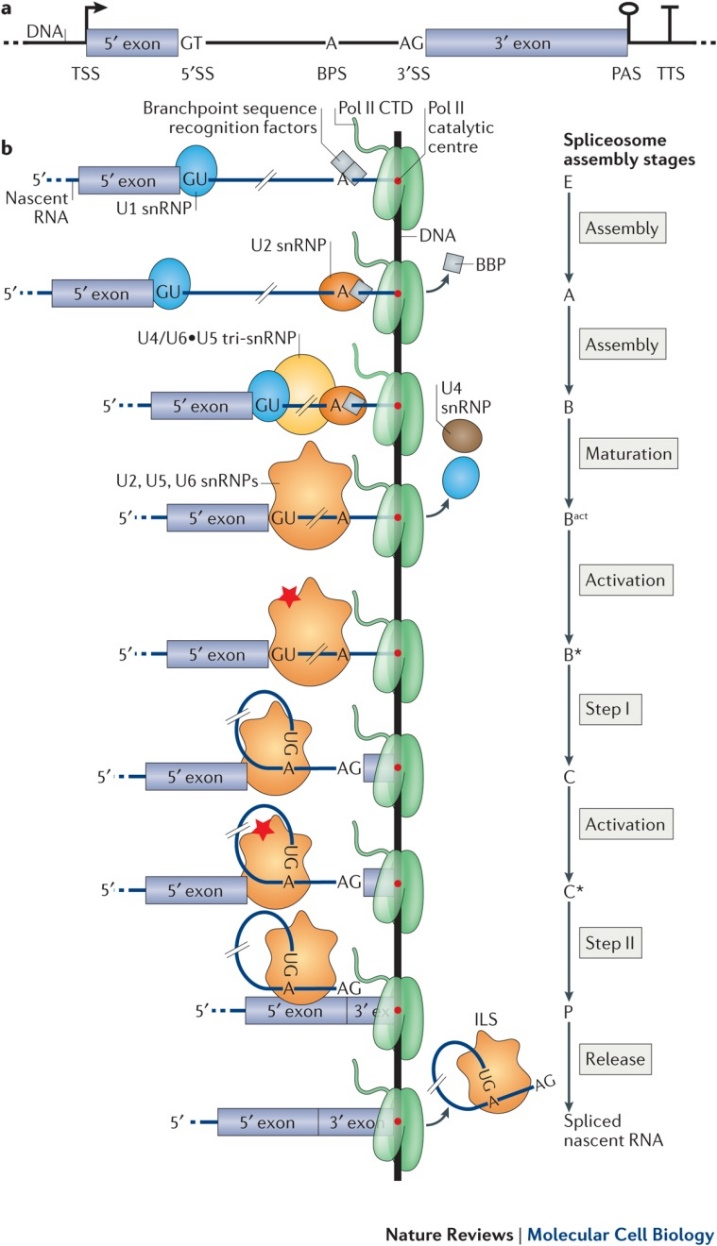 a
DNA
5′ exon GT A AG 3′ exon
TSS 5′SS BPS 3′SS PAS TTS
b
Branchpoint sequence
recognition factors
Pol II CTD
Pol II
catalytic
centre
Spliceosome
assembly stages
5′ 5′ exon GU A
Nascent
RNA
U1 snRNP
E
Assembly
U2 snRNP
DNA
BBP
5′ 5′ exon GU A
A
Assembly
U4/U6•U5 tri-snRNP
5′ 5′ exon GU A
U4
snRNP
B
Maturation
U2, U5, U6 snRNPs
5′ 5′ exon GU A
Bact
Activation
5′ 5′ exon GU A
B*
Step I
UG
5′ 5′ exon A AG
C
Activation
UG
5′ 5′ exon A AG
C*
Step II
UG
A AG
5′ 5′ exon 3′ ex
P
ILS
UG
A AG
Release
5′ 5′ exon 3′ exon
Spliced
nascent RNA
Nature Reviews | Molecular Cell Biology